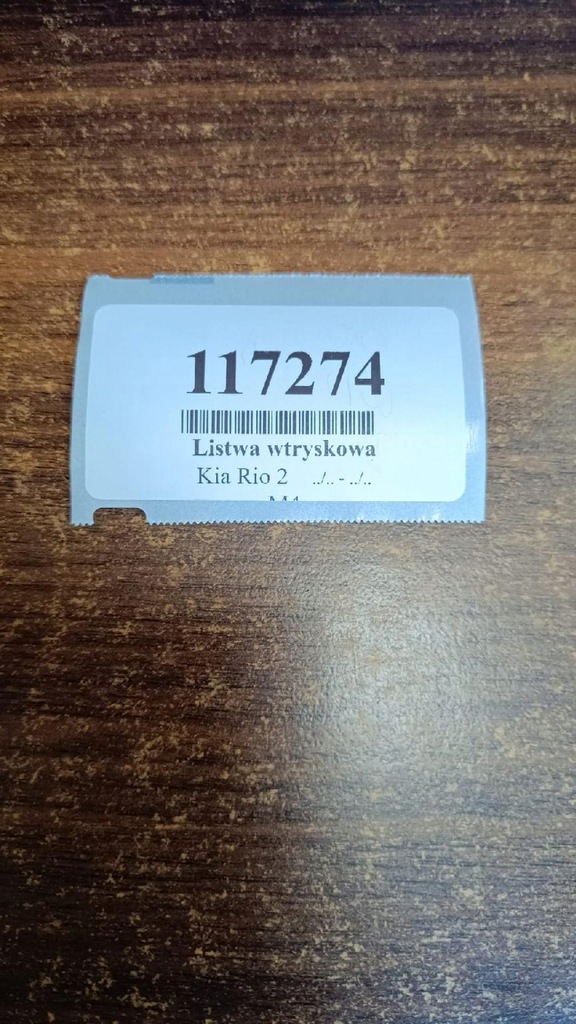 117274
Listwa wtryskowa
Kia Rio 2 ../.. - ../..